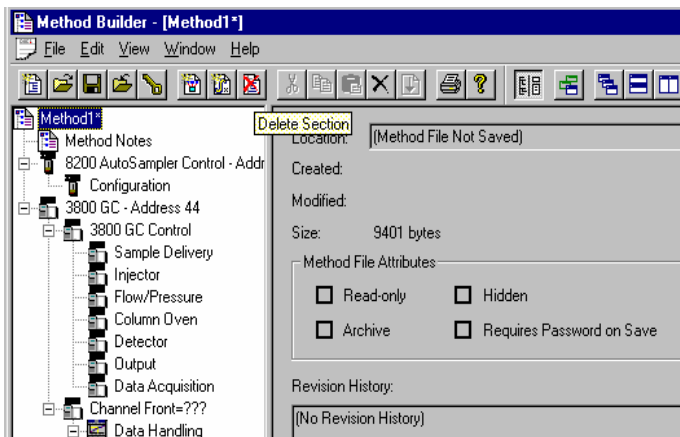 Method Builder - [Method1*]
File Edit View Window Help
Delete Section
Method1*
Method Notes
8200 AutoSampler Control - Addr
Configuration
3800 GC - Address 44
3800 GC Control
Sample Delivery
Injector
Flow/Pressure
Column Oven
Detector
Output
Data Acquisition
Channel Front=???
Data Handling
Location: (Method File Not Saved)
Created:
Modified:
Size: 9401 bytes
Method File Attributes
Read-only Hidden
Archive Requires Password on Save
Revision History:
(No Revision History)